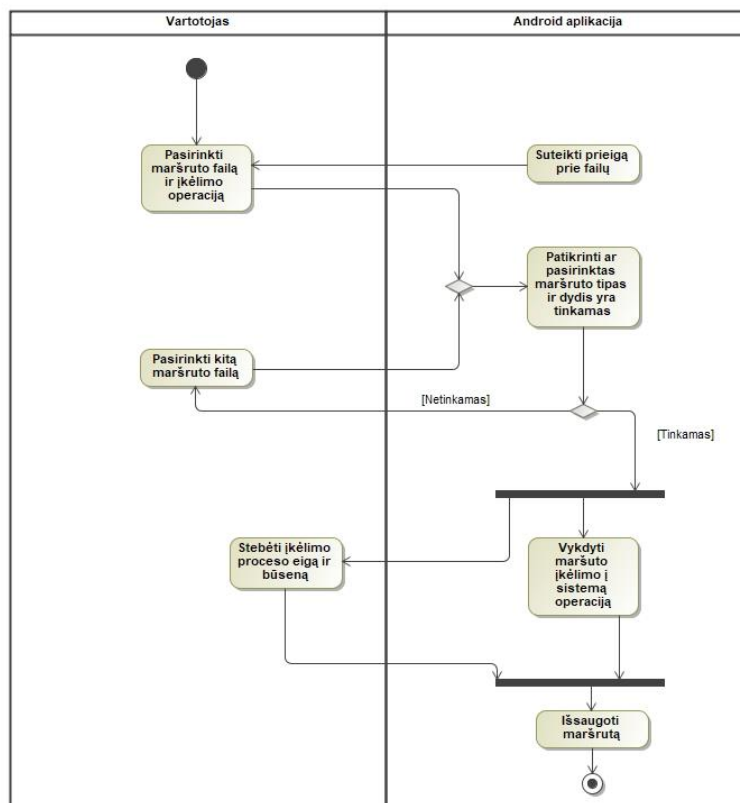 Vartotojas
Android aplikacija
Pasirinkti
maršruto failą
ir įkėlimo
operaciją
Suteikti prieigą
prie failų
Patikrinti ar
pasirinktas
maršruto tipas
ir dydis yra
tinkamas
Pasirinkti kitą
maršruto failą
[Netinkamas]
[Tinkamas]
Stebėti įkėlimo
proceso eigą ir
būseną
Vykdyti
maršuto
įkėlimo į
sistemą
operaciją
Išsaugoti
maršrutą